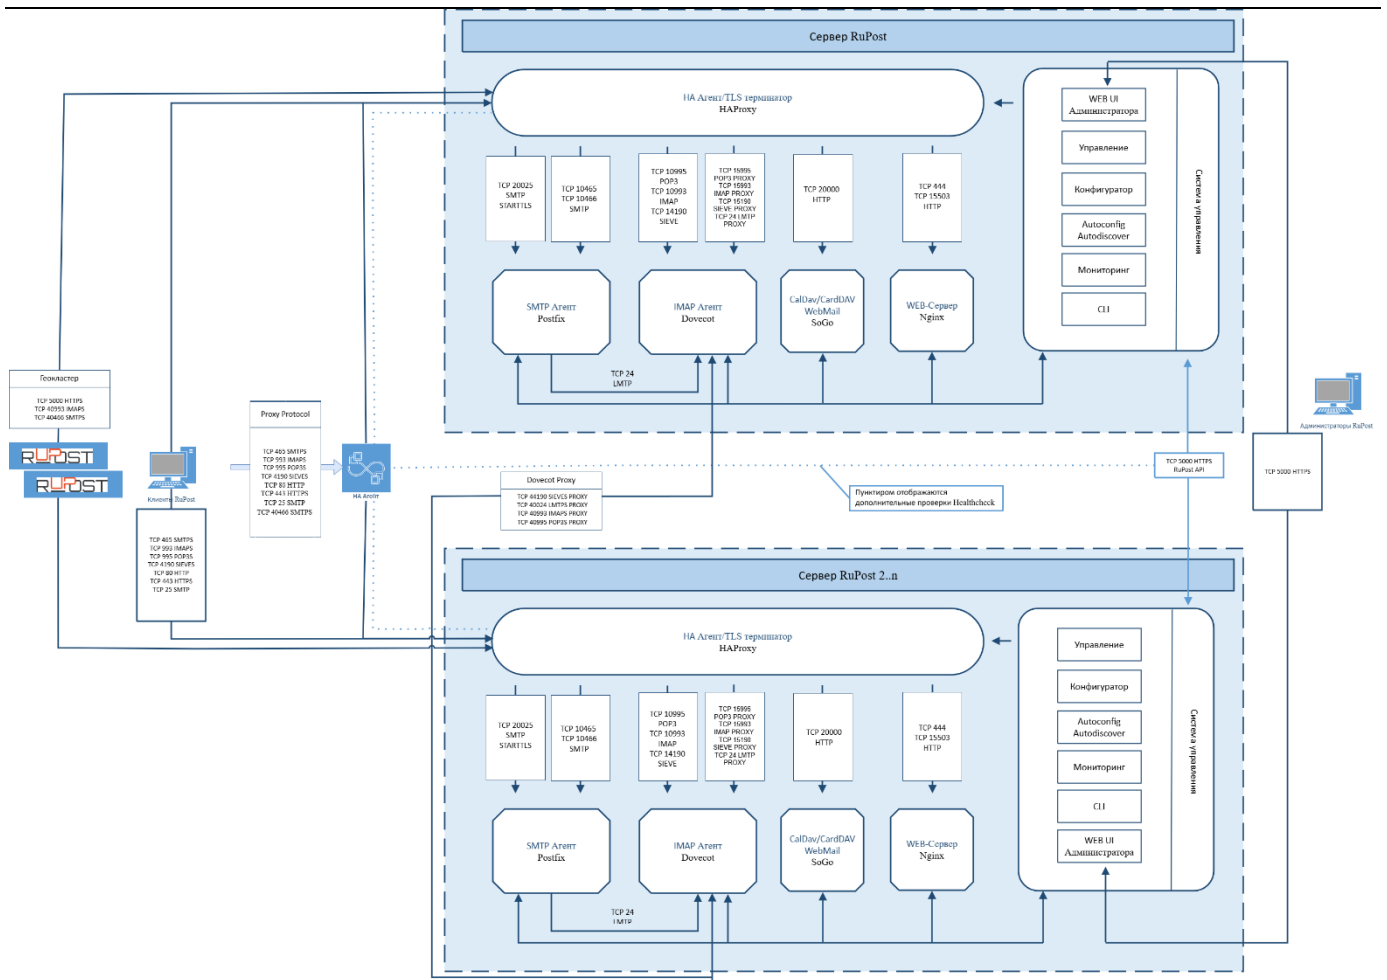 Сервер RuPost
HA Агент/TLS терминатор
HAProxy
TCP 20025
SMTP
STARTTLS
TCP 10465
TCP 10466
SMTP
TCP 10995
POP3
TCP 10993
IMAP
TCP 14190
SIEVE
TCP 15995
POP3 PROXY
TCP 15993
IMAP PROXY
TCP 15190
SIEVE PROXY
TCP 24 LMTP
PROXY
TCP 20000
HTTP
TCP 444
TCP 15503
HTTP
SMTP Агент
Postfix
IMAP Агент
Dovecot
CalDav/CardDAV
WebMail
SoGo
WEB-Сервер
Nginx
TCP 24
LMTP
WEB UI
Администратора
Управление
Конфигуратор
Autoconfig
Autodiscover
Мониторинг
CLI
Система управления
Геокластер
TCP 5000 HTTPS
TCP 40993 IMAPS
TCP 40466 SMTPS
RUPOST
RUPOST
Клиенты RuPost
TCP 465 SMTPS
TCP 993 IMAPS
TCP 995 POP3S
TCP 4190 SIEVES
TCP 80 HTTP
TCP 443 HTTPS
TCP 25 SMTP
Proxy Protocol
TCP 465 SMTPS
TCP 993 IMAPS
TCP 995 POP3S
TCP 4190 SIEVES
TCP 80 HTTP
TCP 443 HTTPS
TCP 25 SMTP
TCP 40466 SMTPS
HA Агент
Dovecot Proxy
TCP 44190 SIEVES PROXY
TCP 40024 LMTPS PROXY
TCP 40993 IMAPS PROXY
TCP 40995 POP3S PROXY
Пунктиром отображаются
дополнительные проверки Healthcheck
TCP 5000 HTTPS
RuPost API
Администраторы RuPost
TCP 5000 HTTPS
Сервер RuPost 2..n
HA Агент/TLS терминатор
HAProxy
TCP 20025
SMTP
STARTTLS
TCP 10465
TCP 10466
SMTP
TCP 10995
POP3
TCP 10993
IMAP
TCP 14190
SIEVE
TCP 15995
POP3 PROXY
TCP 15993
IMAP PROXY
TCP 15190
SIEVE PROXY
TCP 24 LMTP
PROXY
TCP 20000
HTTP
TCP 444
TCP 15503
HTTP
SMTP Агент
Postfix
IMAP Агент
Dovecot
CalDav/CardDAV
WebMail
SoGo
WEB-Сервер
Nginx
TCP 24
LMTP
Управление
Конфигуратор
Autoconfig
Autodiscover
Мониторинг
CLI
WEB UI
Администратора
Система управления